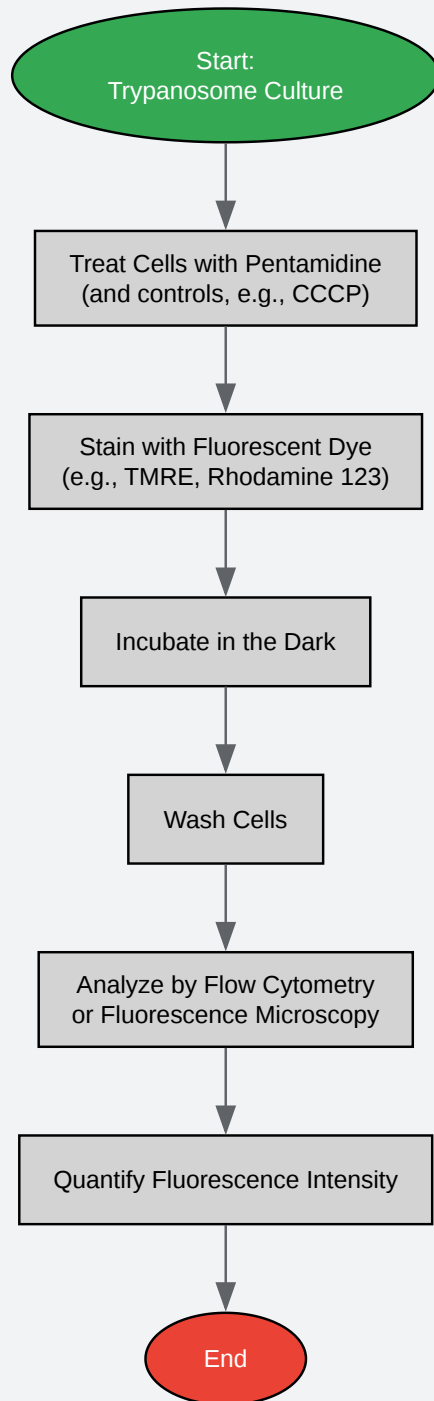 Start:
Trypanosome Culture
Treat Cells with Pentamidine
(and controls, e.g., CCCP)
Stain with Fluorescent Dye
(e.g., TMRE, Rhodamine 123)
Incubate in the Dark
Wash Cells
Analyze by Flow Cytometry
or Fluorescence Microscopy
Quantify Fluorescence Intensity
End